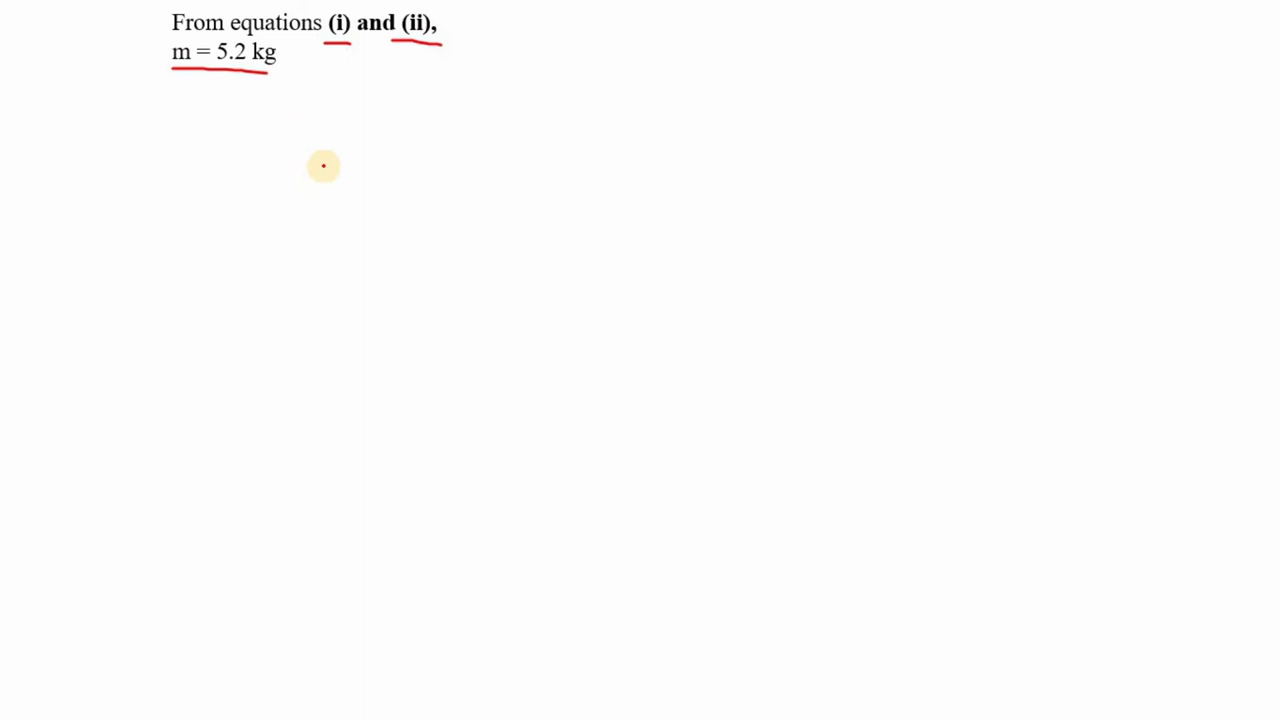 From equations (i) and (ii),
m = 5.2 kg